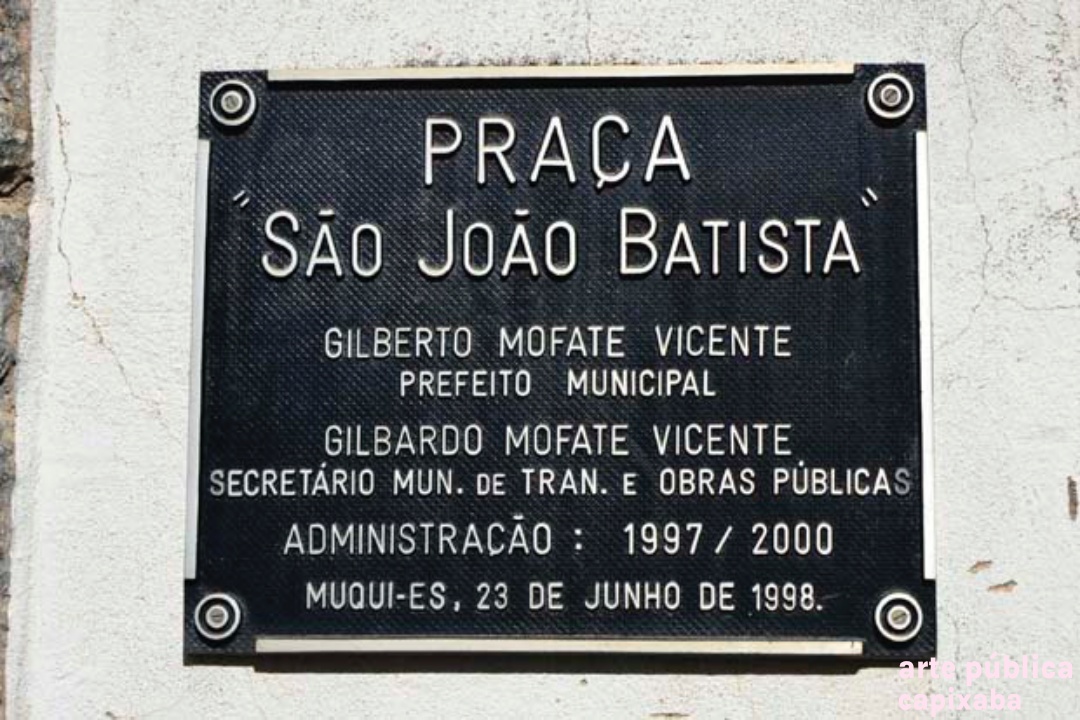 PRAÇA
"SÃO JOÃO BATISTA"
GILBERTO MOFATE VICENTE
PREFEITO MUNICIPAL
GILBARDO MOFATE VICENTE
SECRETÁRIO MUN. DE TRAN. E OBRAS PÚBLICAS
ADMINISTRAÇÃO : 1997 / 2000
MUQUI-ES, 23 DE JUNHO DE 1998.
arte pública
capixaba